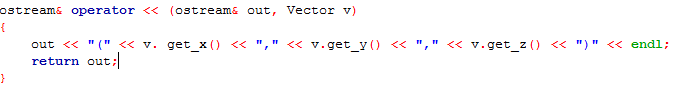 ostream& operator << (ostream& out, Vector v)
{
out << "(" << v. get_x() << "," << v.get_y() << "," << v.get_z() << ")" << endl;
return out;
}